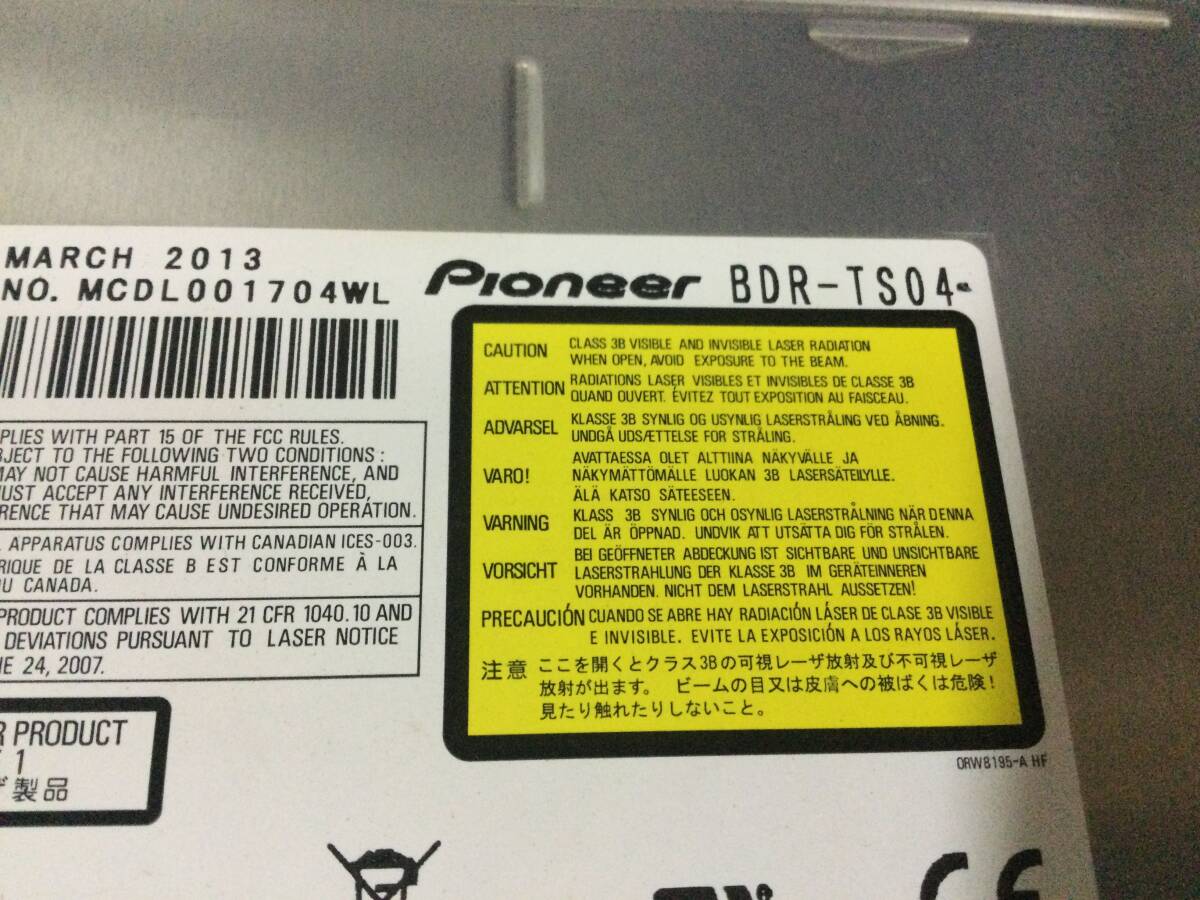 MARCH 2013
NO. MCDL001704WL
Pioneer BDR-TS04
CAUTION CLASS 3B VISIBLE AND INVISIBLE LASER RADIATION
WHEN OPEN, AVOID EXPOSURE TO THE BEAM.
ATTENTION RADIATIONS LASER VISIBLES ET INVISIBLES DE CLASSE 3B
QUAND OUVERT. ÉVITEZ TOUT EXPOSITION AU FAISCEAU.
ADVARSEL KLASSE 3B SYNLIG OG USYNLIG LASERSTRÅLING VED ÅBNING.
UNDGÅ UDSÆTTELSE FOR STRÅLING.
VARO! AVATTAESSA OLET ALTTIINA NÄKYVÄLLE JA
NÄKYMÄTTÖMÄLLE LUOKAN 3B LASERSÄTEILYLLE.
ÄLÄ KATSO SÄTEESEEN.
VARNING KLASS 3B SYNLIG OCH OSYNLIG LASERSTRÅLNING NÄR DENNA
DEL ÄR ÖPPNAD. UNDVIK ATT UTSÄTTA DIG FÖR STRÅLEN.
VORSICHT BEI GEÖFFNETER ABDECKUNG IST SICHTBARE UND UNSICHTBARE
LASERSTRAHLUNG DER KLASSE 3B IM GERÄTEINNEREN
VORHANDEN. NICHT DEM LASERSTRAHL AUSSETZEN!
PRECAUCIÓN CUANDO SE ABRE HAY RADIACIÓN LÁSER DE CLASE 3B VISIBLE
E INVISIBLE. EVITE LA EXPOSICIÓN A LOS RAYOS LÁSER.
注意 ここを開くとクラス3Bの可視レーザ放射及び不可視レーザ
放射が出ます。 ビームの目又は皮膚への被ばくは危険!
見たり触れたりしないこと。
ORW8195-A HF
PLIES WITH PART 15 OF THE FCC RULES.
BJECT TO THE FOLLOWING TWO CONDITIONS :
MAY NOT CAUSE HARMFUL INTERFERENCE, AND
MUST ACCEPT ANY INTERFERENCE RECEIVED,
RENCE THAT MAY CAUSE UNDESIRED OPERATION.
APPARATUS COMPLIES WITH CANADIAN ICES-003.
RIQUE DE LA CLASSE B EST CONFORME À LA
U CANADA.
PRODUCT COMPLIES WITH 21 CFR 1040.10 AND
DEVIATIONS PURSUANT TO LASER NOTICE
NE 24, 2007.
R PRODUCT
1
ザ製品
CE